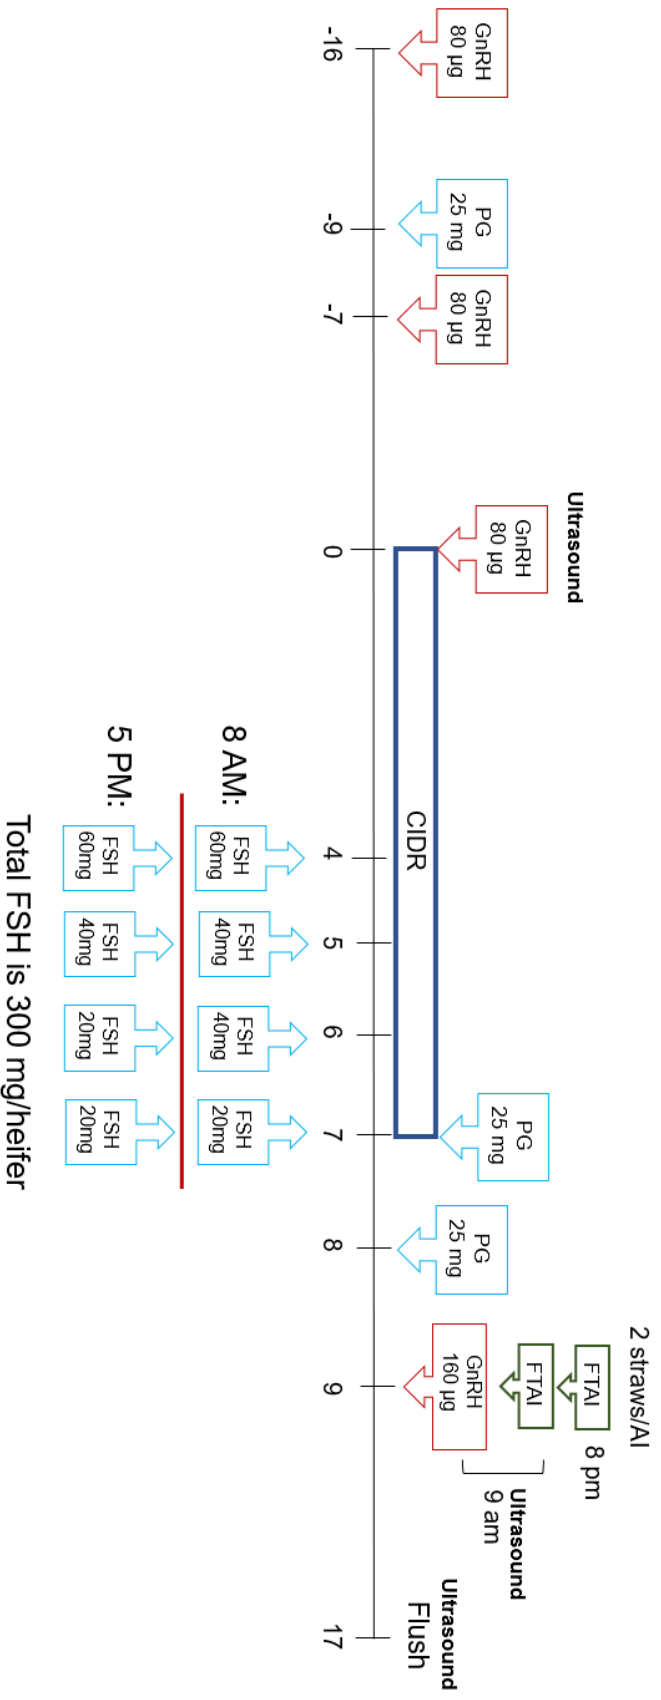 2 straws/AI
FTAI
8 pm
FTAI
Ultrasound
9 am
Ultrasound
GnRH
80 µg
PG
25 mg
GnRH
80 µg
GnRH
80 µg
PG
25 mg
PG
25 mg
GnRH
160 µg
Ultrasound
Flush
CIDR
-16
-9
-7
0
4
5
6
7
8
9
17
8 AM:
FSH
60mg
FSH
40mg
FSH
40mg
FSH
20mg
5 PM:
FSH
60mg
FSH
40mg
FSH
20mg
FSH
20mg
Total FSH is 300 mg/heifer